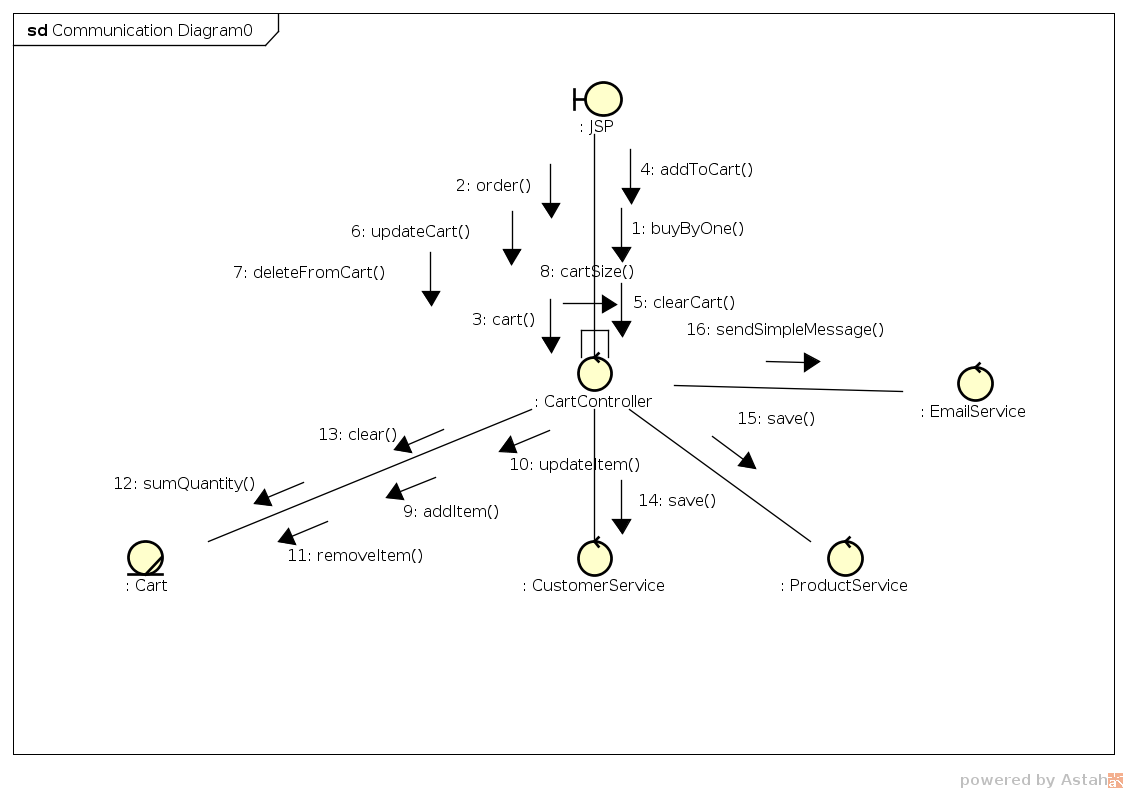 sd Communication Diagram0
: JSP
4: addToCart()
2: order()
1: buyByOne()
6: updateCart()
8: cartSize()
7: deleteFromCart()
5: clearCart()
3: cart()
16: sendSimpleMessage()
: CartController
: EmailService
15: save()
13: clear()
10: updateItem()
12: sumQuantity()
14: save()
9: addItem()
11: removeItem()
: Cart
: CustomerService
: ProductService
powered by Astah